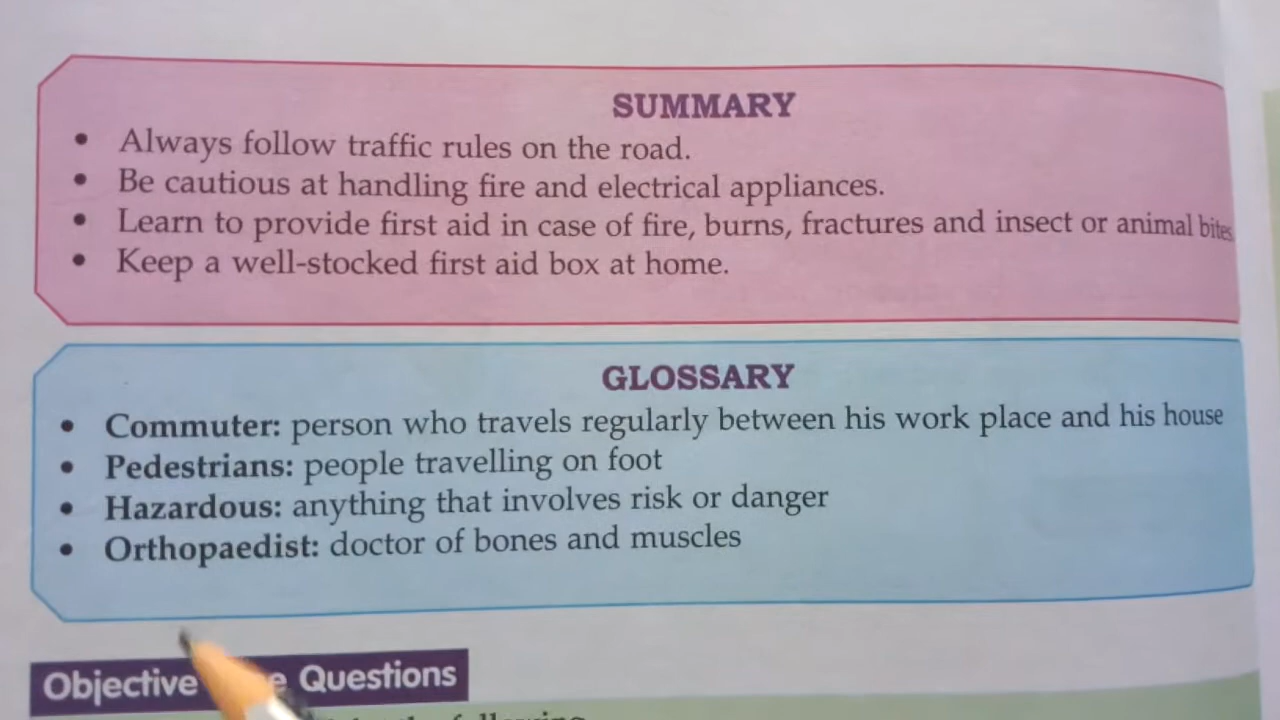 SUMMARY
• Always follow traffic rules on the road.
• Be cautious at handling fire and electrical appliances.
• Learn to provide first aid in case of fire, burns, fractures and insect or animal bites.
• Keep a well-stocked first aid box at home.
GLOSSARY
• Commuter: person who travels regularly between his work place and his house
• Pedestrians: people travelling on foot
• Hazardous: anything that involves risk or danger
• Orthopaedist: doctor of bones and muscles
Objective Questions
the following